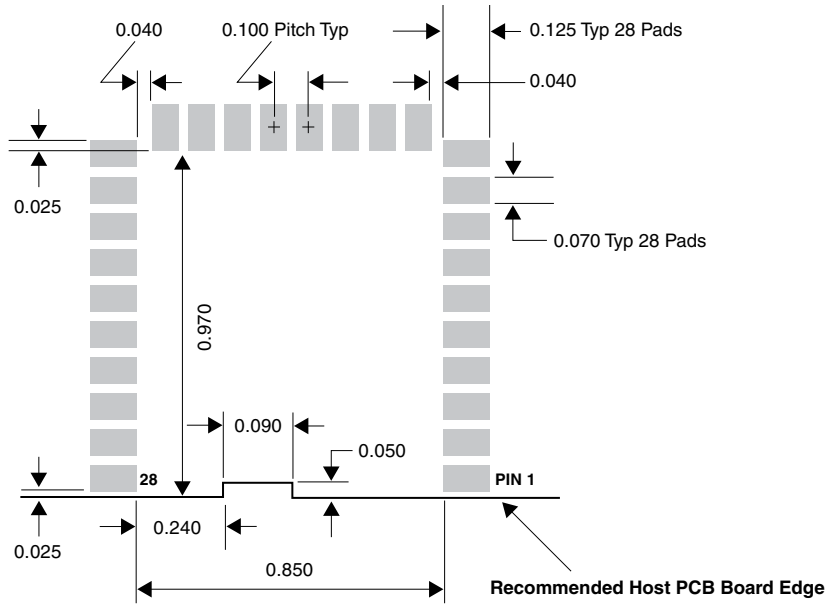 0.040
0.100 Pitch Typ
0.125 Typ 28 Pads
0.040
0.025
0.070 Typ 28 Pads
0.970
0.090
0.050
28
PIN 1
0.025
0.240
0.850
Recommended Host PCB Board Edge